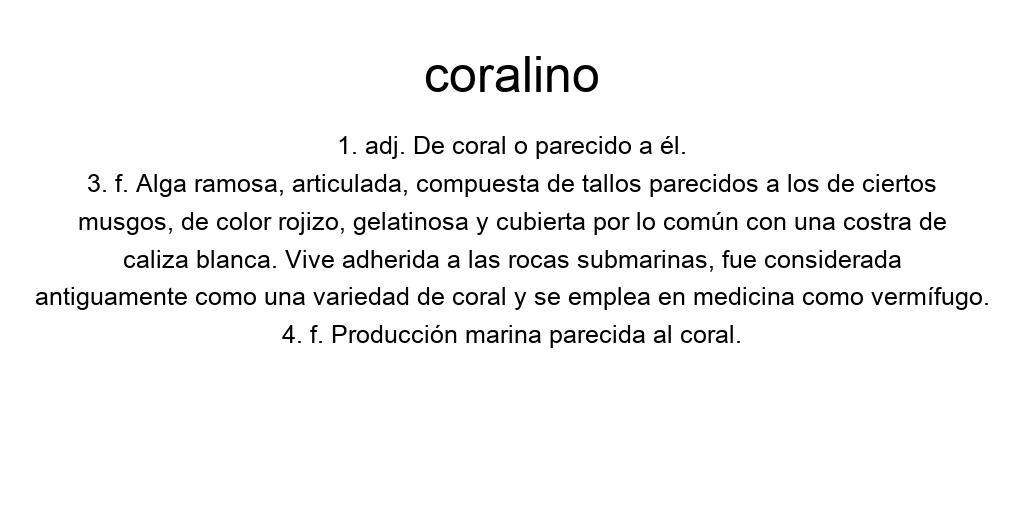 coralino
1. adj. De coral o parecido a él.
3. f. Alga ramosa, articulada, compuesta de tallos parecidos a los de ciertos
musgos, de color rojizo, gelatinosa y cubierta por lo común con una costra de
caliza blanca. Vive adherida a las rocas submarinas, fue considerada
antiguamente como una variedad de coral y se emplea en medicina como vermífugo.
4. f. Producción marina parecida al coral.